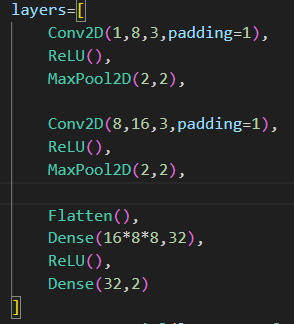 layers=[
Conv2D(1,8,3,padding=1),
ReLU(),
MaxPool2D(2,2),
Conv2D(8,16,3,padding=1),
ReLU(),
MaxPool2D(2,2),
Flatten(),
Dense(16*8*8,32),
ReLU(),
Dense(32,2)
]